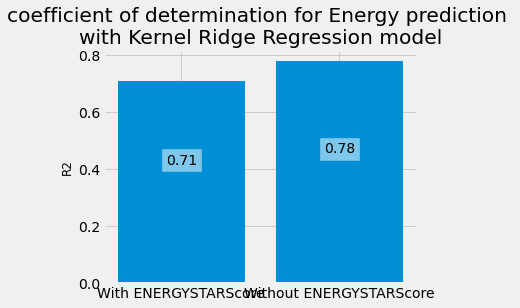 coefficient of determination for Energy prediction
with Kernel Ridge Regression model
0.8
0.6
0.4
0.2
0.0
R2
0.71
0.78
With ENERGYSTARScore
Without ENERGYSTARScore